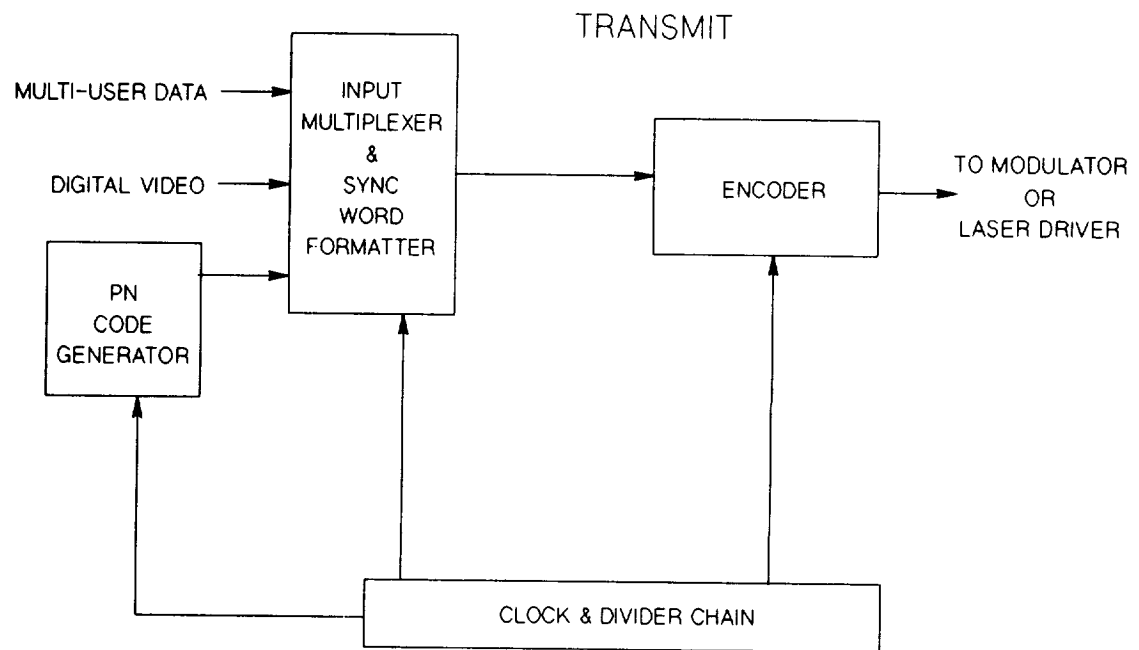 TRANSMIT
MULTI-USER DATA
DIGITAL VIDEO
INPUT
MULTIPLEXER
&
SYNC
WORD
FORMATTER
ENCODER
TO MODULATOR
OR
LASER DRIVER
PN
CODE
GENERATOR
CLOCK & DIVIDER CHAIN